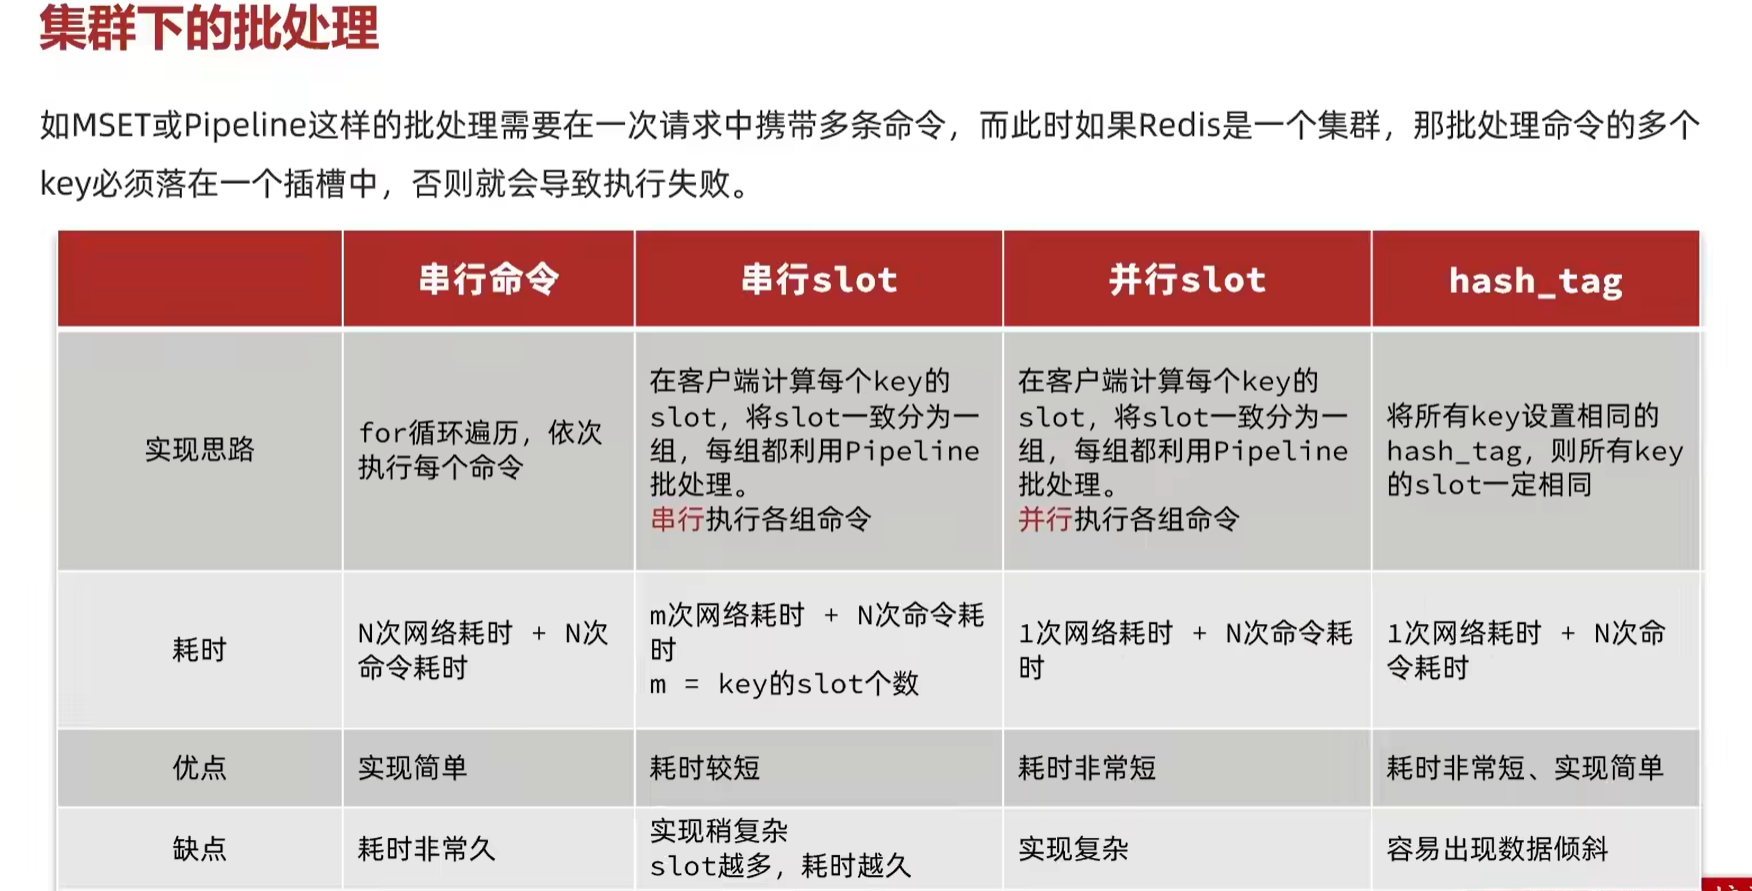 集群下的批处理
如MSET或Pipeline这样的批处理需要在一次请求中携带多条命令，而此时如果Redis是一个集群，那批处理命令的多个
key必须落在一个插槽中，否则就会导致执行失败。
串行命令
串行slot
并行slot
hash_tag
实现思路
for循环遍历，依次
执行每个命令
在客户端计算每个key的
slot，将slot一致分为一
组，每组都利用Pipeline
批处理。
串行执行各组命令
在客户端计算每个key的
slot，将slot一致分为一
组，每组都利用Pipeline
批处理。
并行执行各组命令
将所有key设置相同的
hash_tag，则所有key
的slot一定相同
耗时
N次网络耗时 + N次
命令耗时
m次网络耗时 + N次命令耗
时
m = key的slot个数
1次网络耗时 + N次命令耗
时
1次网络耗时 + N次命
令耗时
优点
实现简单
耗时较短
耗时非常短
耗时非常短、实现简单
缺点
耗时非常久
实现稍复杂
slot越多，耗时越久
实现复杂
容易出现数据倾斜